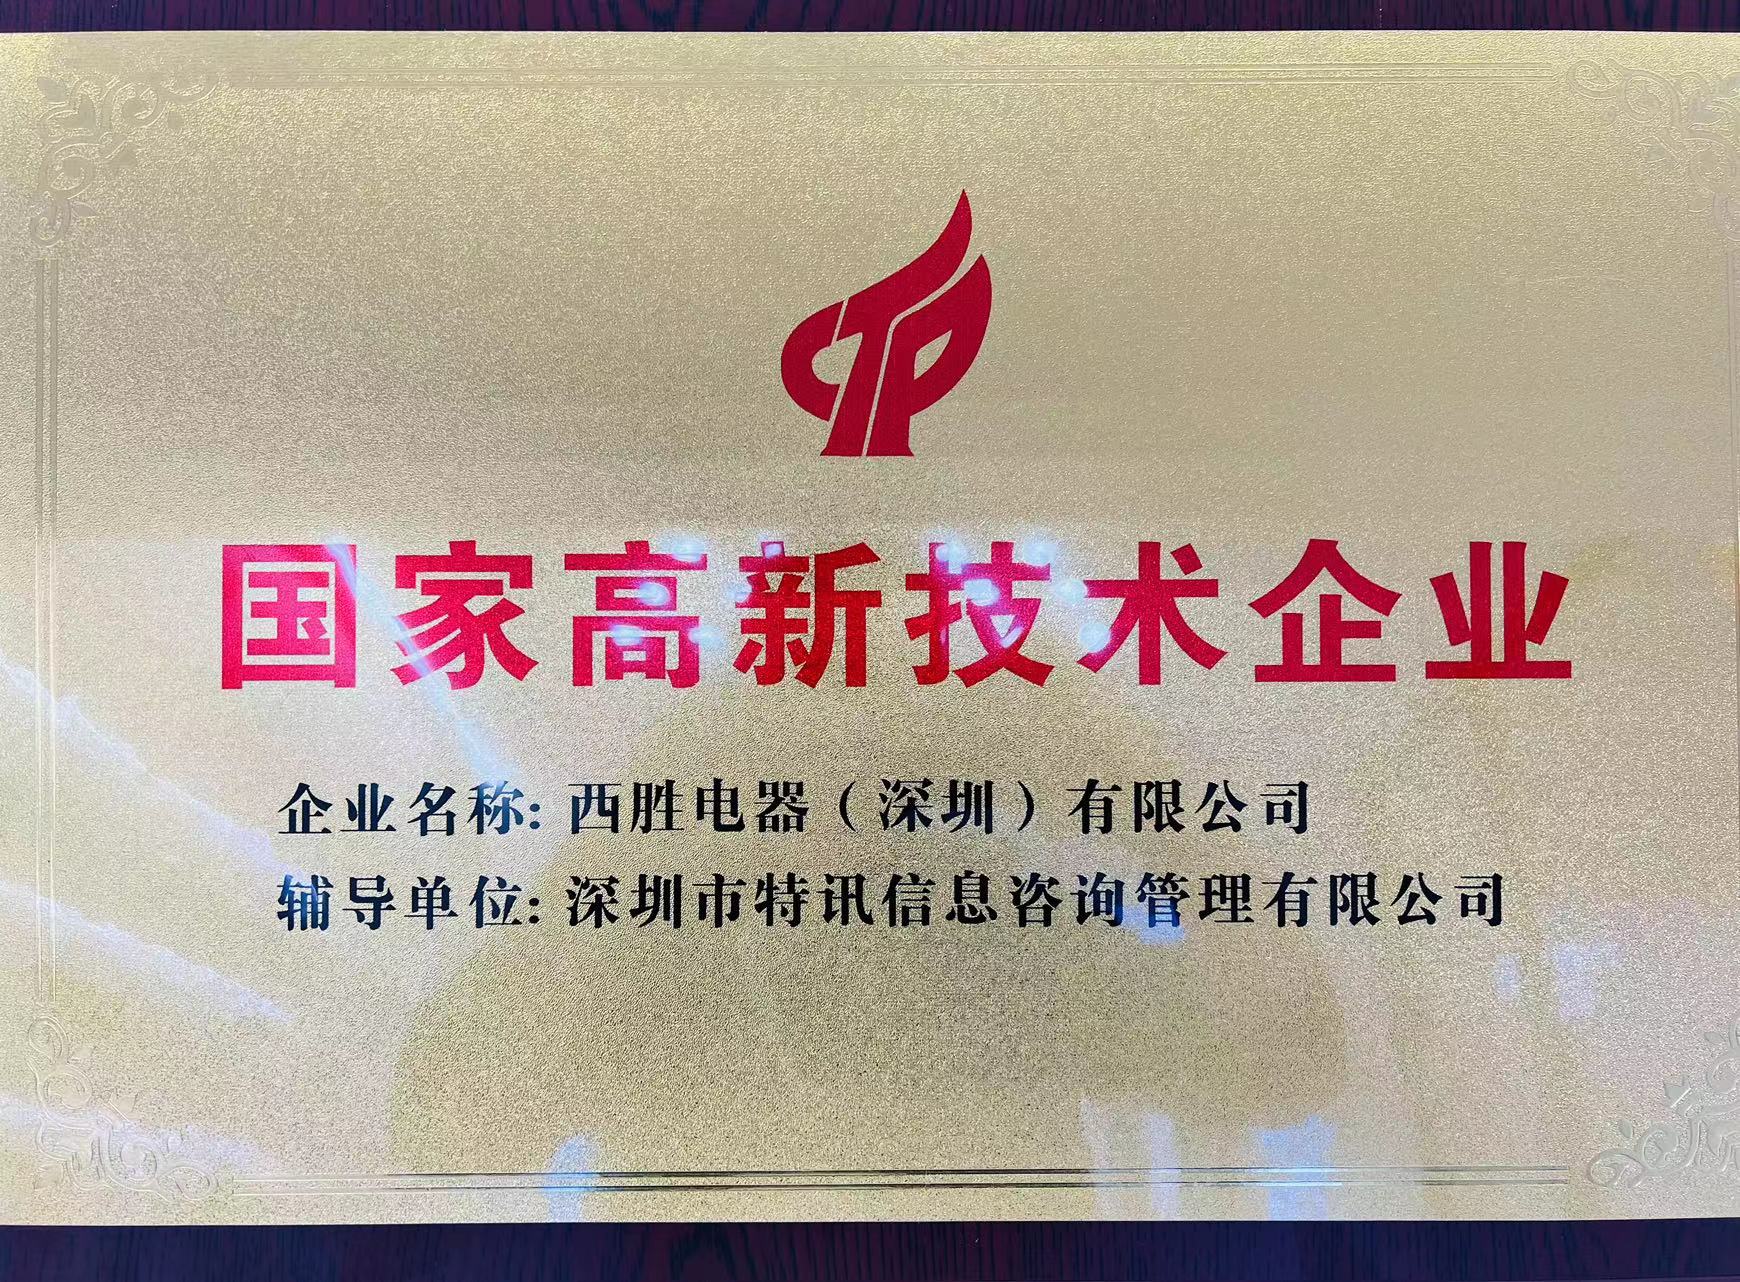 国家高新技术企业
企业名称: 西胜电器（深圳）有限公司
辅导单位: 深圳市特讯信息咨询管理有限公司